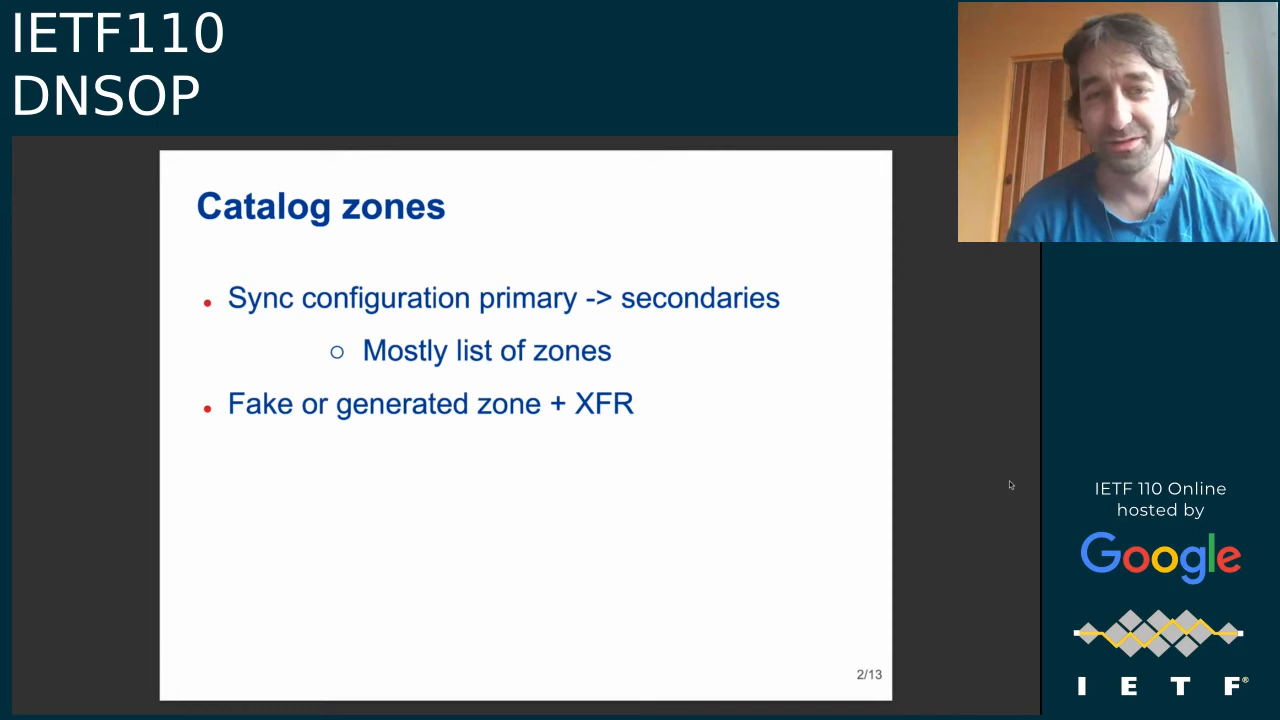 IETF110
DNSOP
Catalog zones
Sync configuration primary -> secondaries
Mostly list of zones
Fake or generated zone + XFR
2/13
IETF 110 Online
hosted by
Google
I E T F®